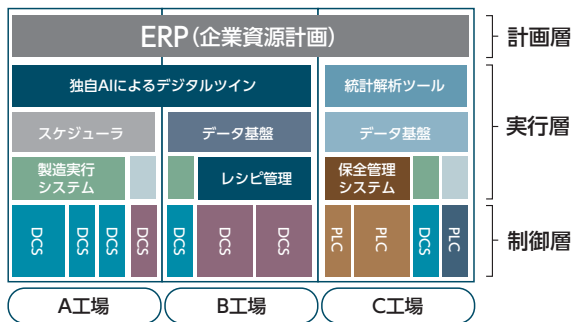 ERP(企業資源計画)
計画層
独自AIによるデジタルツイン
統計解析ツール
スケジューラ
データ基盤
データ基盤
実行層
製造実行
システム
レシピ管理
保全管理
システム
DCS
DCS
DCS
DCS
DCS
DCS
DCS
PLC
PLC
DCS
PLC
制御層
A工場
B工場
C工場